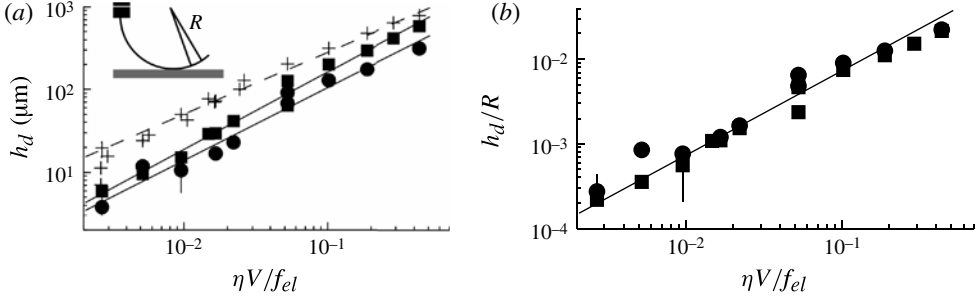 (a)
R
10³
10²
10¹
h_d (μm)
10⁻²
10⁻¹
ηV/f_el
(b)
10⁻²
10⁻³
10⁻⁴
h_d/R
10⁻²
10⁻¹
ηV/f_el